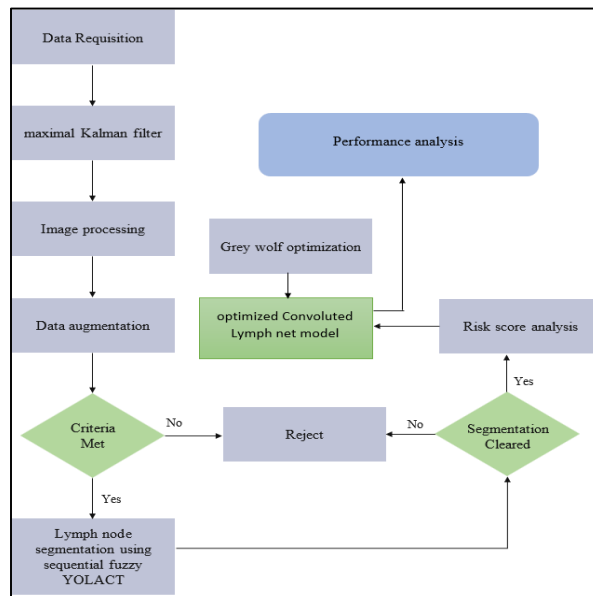 Data Requisition
maximal Kalman filter
Performance analysis
Image processing
Grey wolf optimization
Data augmentation
optimized Convoluted
Lymph net model
Risk score analysis
Yes
Criteria
Met
No
Reject
No
Segmentation
Cleared
Yes
Lymph node
segmentation using
sequential fuzzy
YOLACT